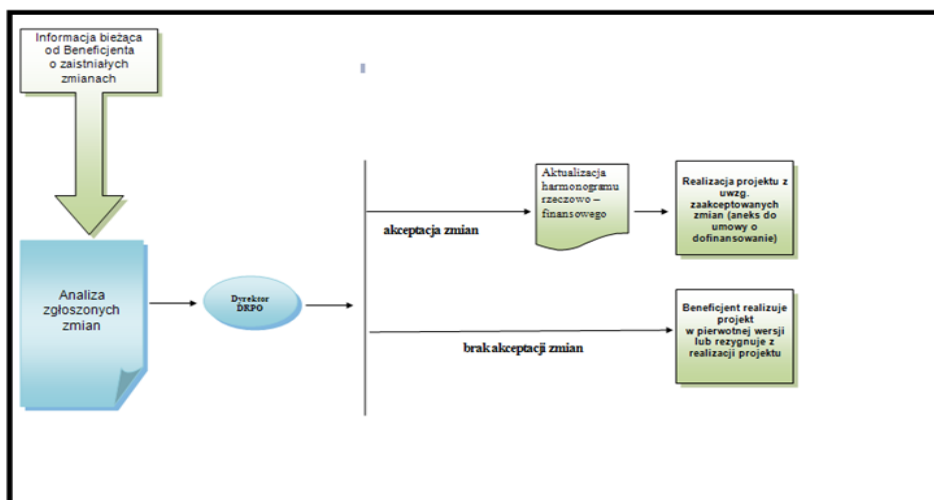 Informacja bieżąca
od Beneficjenta
o zaistniałych
zmianach
Analiza
zgłoszonych
zmian
Dyrektor
DRPO
akceptacja zmian
Aktualizacja
harmonogramu
rzeczowo –
finansowego
Realizacja projektu z
uwzg.
zaakceptowanych
zmian (aneks do
umowy o
dofinansowanie)
brak akceptacji zmian
Beneficjent realizuje
projekt
w pierwotnej wersji
lub rezygnuje z
realizacji projektu